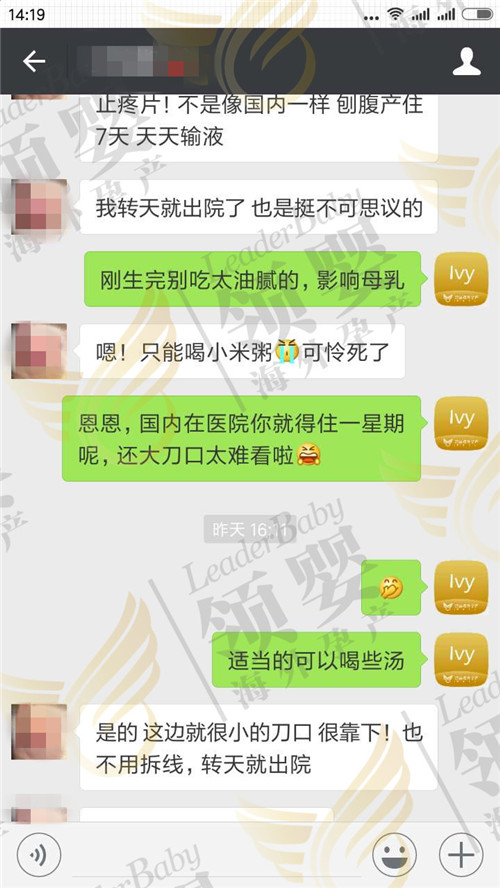 14:19
止疼片！不是像国内一样 刨腹产住
7天 天天输液
我转天就出院了 也是挺不可思议的
刚生完别吃太油腻的，影响母乳
Ivy
嗯！只能喝小米粥😭可怜死了
恩恩，国内在医院你就得住一星期
呢，还大刀口太难看啦😝
Ivy
昨天 16:11
🤭
Ivy
适当的可以喝些汤
Ivy
是的 这边就很小的刀口 很靠下！也
不用拆线，转天就出院
LeaderBaby
领婴
海外孕产